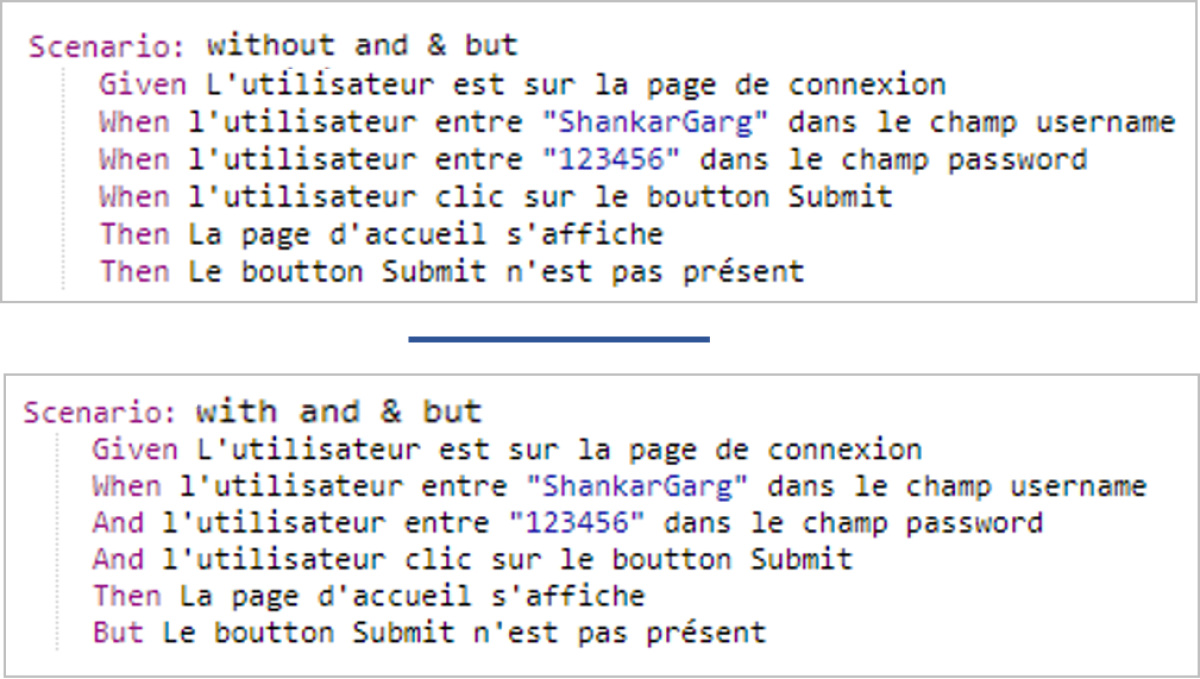 Scenario: without and & but
Given L'utilisateur est sur la page de connexion
When l'utilisateur entre "ShankarGarg" dans le champ username
When l'utilisateur entre "123456" dans le champ password
When l'utilisateur clic sur le boutton Submit
Then La page d'accueil s'affiche
Then Le boutton Submit n'est pas présent
Scenario: with and & but
Given L'utilisateur est sur la page de connexion
When l'utilisateur entre "ShankarGarg" dans le champ username
And l'utilisateur entre "123456" dans le champ password
And l'utilisateur clic sur le boutton Submit
Then La page d'accueil s'affiche
But Le boutton Submit n'est pas présent